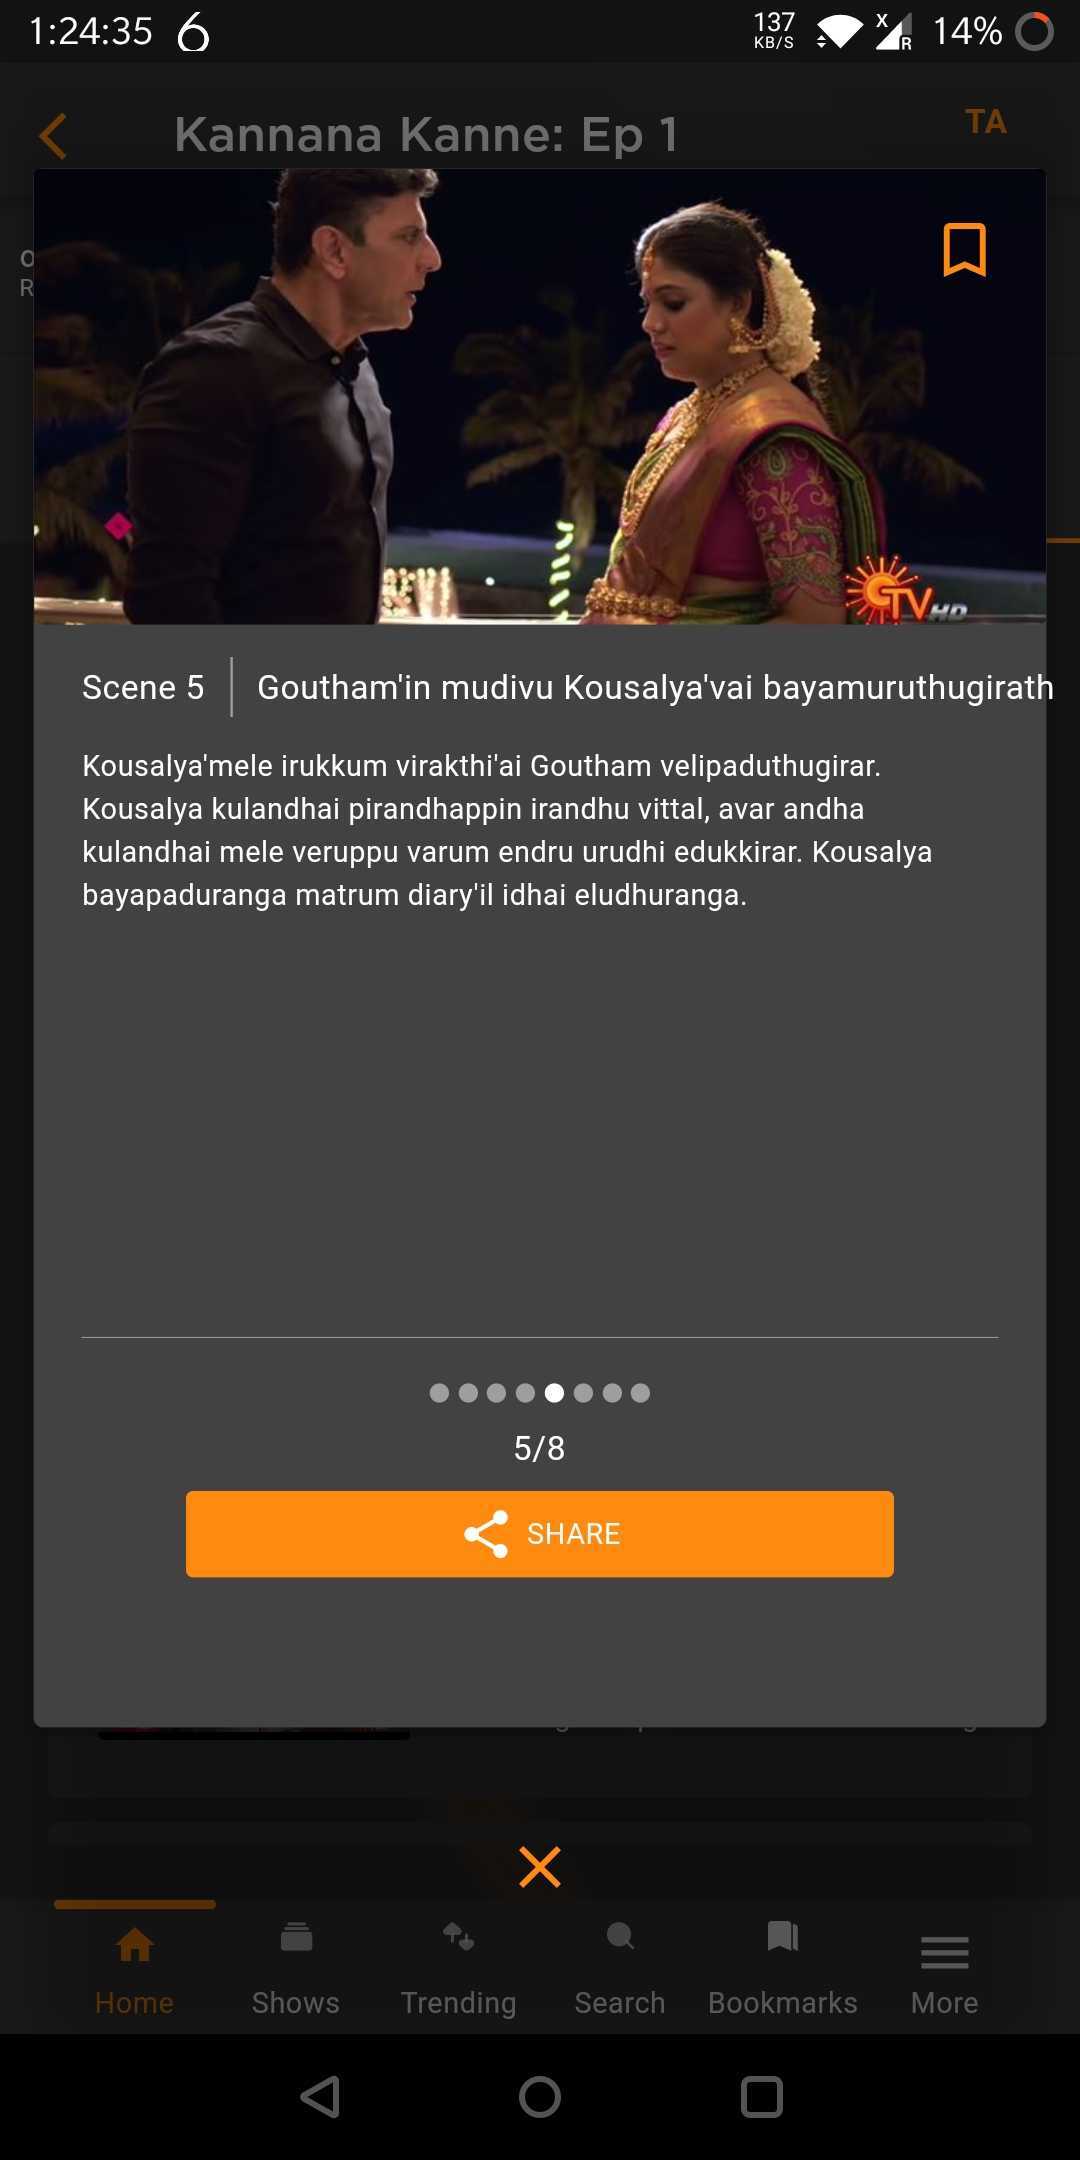 1:24:35 6
137
KB/S
X
R
14%
Kannana Kanne: Ep 1
TA
TV HD
Scene 5
Goutham'in mudivu Kousalya'vai bayamuruthugirath
Kousalya'mele irukkum virakthi'ai Goutham velipaduthugirar.
Kousalya kulandhai pirandhappin irandhu vittal, avar andha
kulandhai mele veruppu varum endru urudhi edukkirar. Kousalya
bayapaduranga matrum diary'il idhai eludhuranga.
5/8
SHARE
Home
Shows
Trending
Search
Bookmarks
More